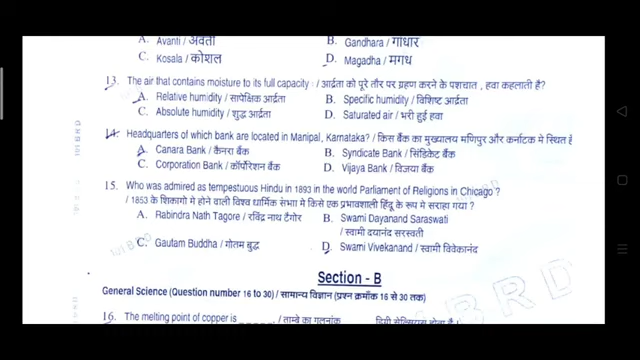 A. Avanti / अवंती B. Gandhara / गांधार
C. Kosala / कोशल D. Magadha / मगध
13. The air that contains moisture to its full capacity : / आर्द्रता को पूरे तौर पर ग्रहण करने के पशचात , हवा कहलाती है?
A. Relative humidity / सापेक्षिक आर्द्रता B. Specific humidity / विशिष्ट आर्द्रता
C. Absolute humidity / शुद्ध आर्द्रता D. Saturated air / भरी हुई हवा
14. Headquarters of which bank are located in Manipal, Karnataka? / किस बैंक का मुख्यालय मणिपुर और कर्नाटक मे स्थित है
A. Canara Bank / कैनरा बैंक B. Syndicate Bank / सिंडिकेट बैंक
C. Corporation Bank / कॉर्पोरेशन बैंक D. Vijaya Bank / विजया बैंक
15. Who was admired as tempestuous Hindu in 1893 in the world Parliament of Religions in Chicago ?
/ 1853 के शिकागो मे होने वाली विश्व धार्मिक संभाा मे किसे एक प्रभावशाली हिंदू के रूप मे सराहा गया ?
A. Rabindra Nath Tagore / रविंद्र नाथ टैगोर B. Swami Dayanand Saraswati
/ स्वामी दयानंद सरस्वती
C. Gautam Buddha / गोतम बुद्ध D. Swami Vivekanand / स्वामी विवेकानंद
Section - B
General Science (Question number 16 to 30) / सामान्य विज्ञान (प्रश्न क्रमाँक 16 से 30 तक)
16. The melting point of copper is / ताम्बे का गलनांक डिग्री सेल्सियस होता है ।